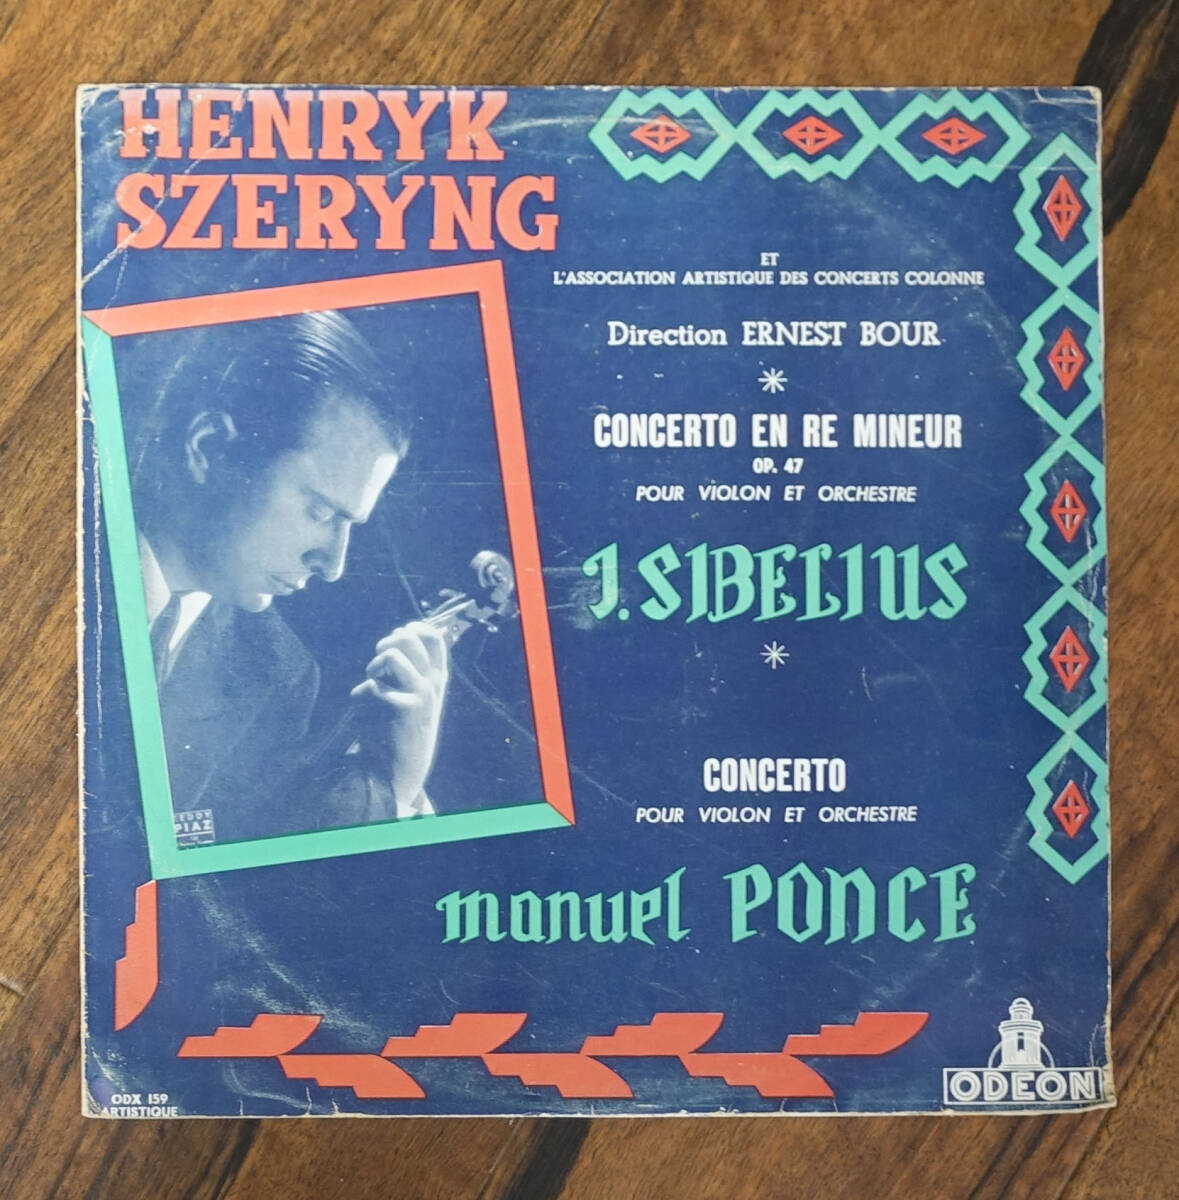 HENRYK
SZERYNG
ET
L'ASSOCIATION ARTISTIQUE DES CONCERTS COLONNE
Direction ERNEST BOUR
CONCERTO EN RE MINEUR
OP. 47
POUR VIOLON ET ORCHESTRE
J. SIBELIUS
CONCERTO
POUR VIOLON ET ORCHESTRE
manuel PONCE
PIAZ
ODX 159
ARTISTIQUE
ODEON